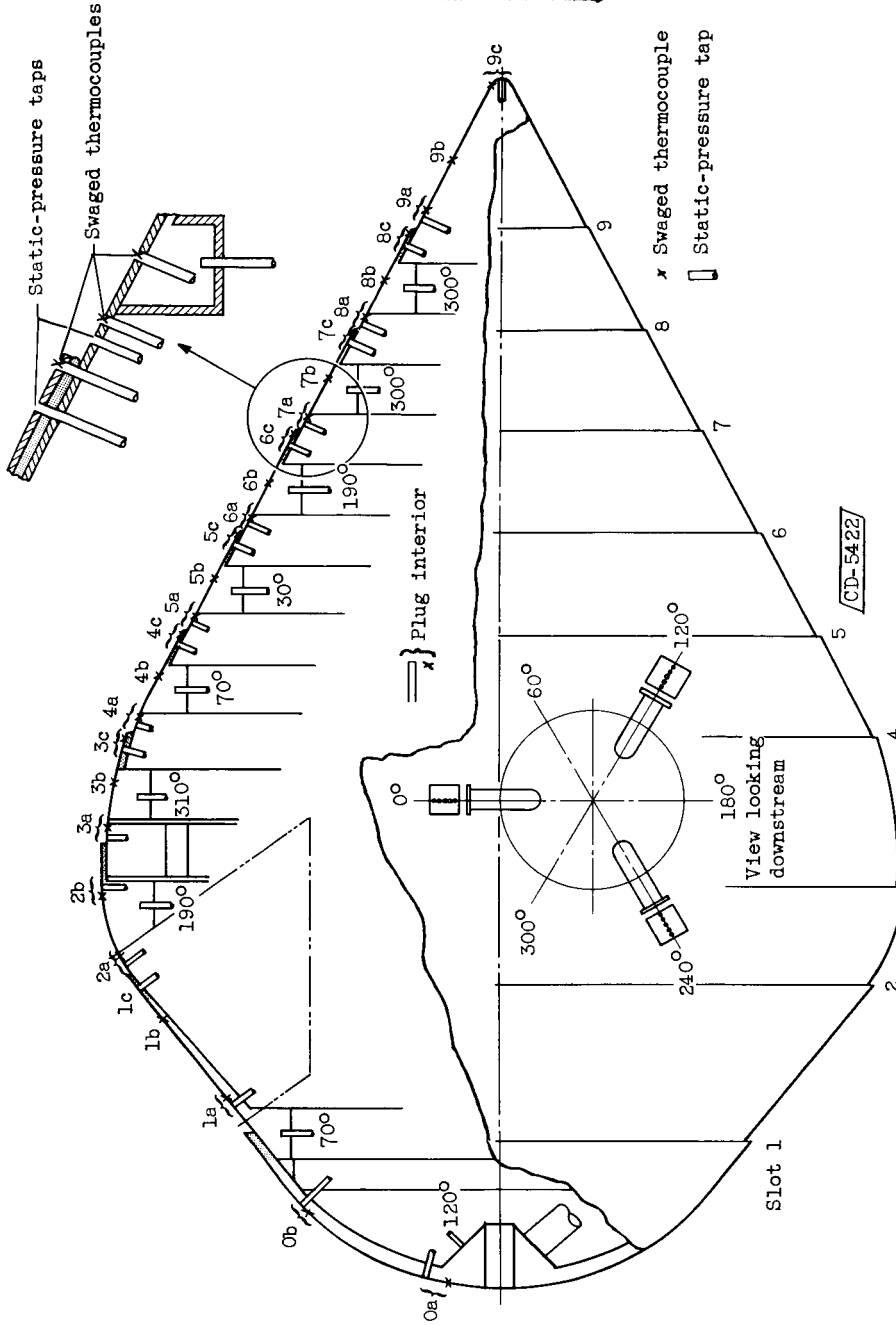 Static-pressure taps
Swaged thermocouples
0a
0b
1a
1b
1c
2a
2b
3a
3b
3c
4a
4b
4c
5a
5b
5c
6a
6b
6c
7a
7b
7c
8a
8b
8c
9a
9b
9c
120°
70°
190°
310°
70°
30°
190°
300°
300°
Plug interior
x Swaged thermocouple
Static-pressure tap
0°
60°
120°
180°
240°
300°
View looking
downstream
Slot 1
2
4
5
6
7
8
9
CD-5422